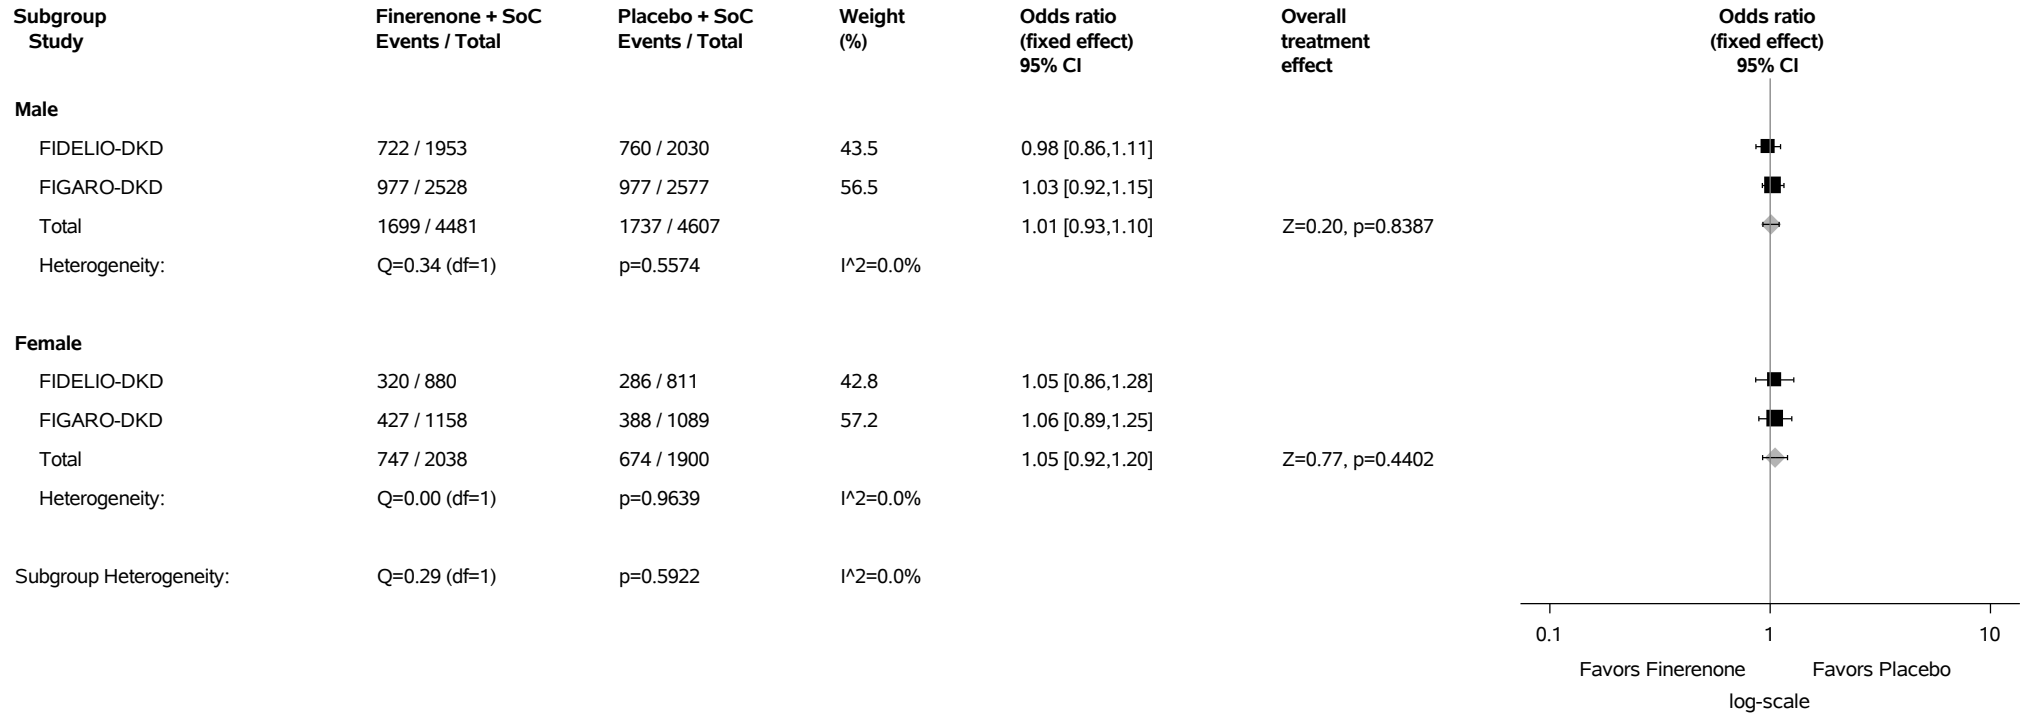 Subgroup Finerenone + SoC Placebo + SoC Weight Odds ratio Overall Odds ratio
Study Events / Total Events / Total (%) (fixed effect) treatment (fixed effect)
95% CI effect 95% CI
Male
FIDELIO-DKD 722 / 1953 760 / 2030 43.5 0.98 [0.86,1.11]
FIGARO-DKD 977 / 2528 977 / 2577 56.5 1.03 [0.92,1.15]
Total 1699 / 4481 1737 / 4607 1.01 [0.93,1.10] Z=0.20, p=0.8387
Heterogeneity: Q=0.34 (df=1) p=0.5574 I^2=0.0%
Female
FIDELIO-DKD 320 / 880 286 / 811 42.8 1.05 [0.86,1.28]
FIGARO-DKD 427 / 1158 388 / 1089 57.2 1.06 [0.89,1.25]
Total 747 / 2038 674 / 1900 1.05 [0.92,1.20] Z=0.77, p=0.4402
Heterogeneity: Q=0.00 (df=1) p=0.9639 I^2=0.0%
Subgroup Heterogeneity: Q=0.29 (df=1) p=0.5922 I^2=0.0%
0.1 1 10
Favors Finerenone Favors Placebo
log-scale